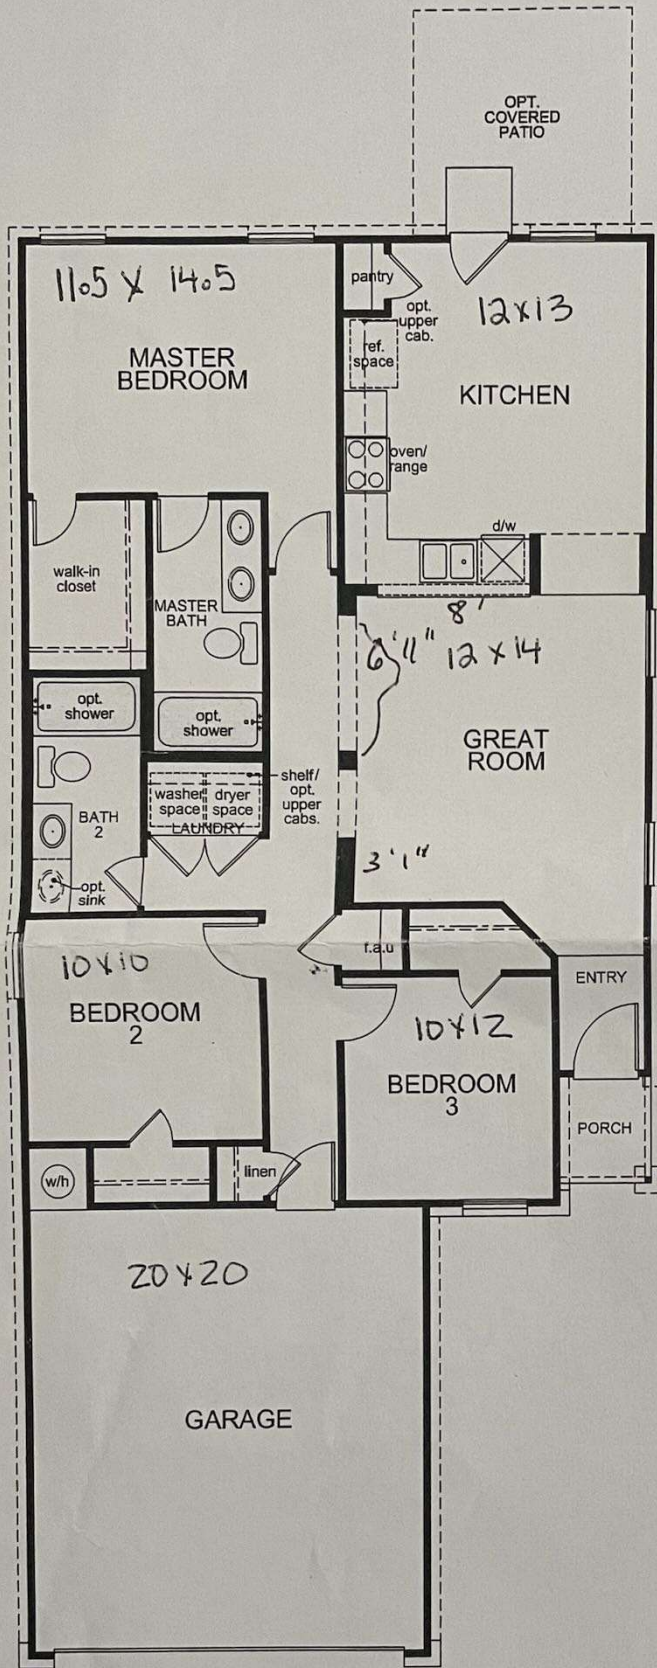 OPT.
COVERED
PATIO
11.5 X 14.5
MASTER
BEDROOM
pantry
opt.
upper
cab.
12x13
ref.
space
KITCHEN
oven/
range
d/w
walk-in
closet
MASTER
BATH
opt.
shower
opt.
shower
8'
6'11"
12 x 14
GREAT
ROOM
washer
space
dryer
space
shelf/
opt.
upper
cabs.
LAUNDRY
BATH
2
opt.
sink
3'1"
f.a.u
10x10
BEDROOM
2
ENTRY
10x12
BEDROOM
3
PORCH
w/h
linen
20x20
GARAGE